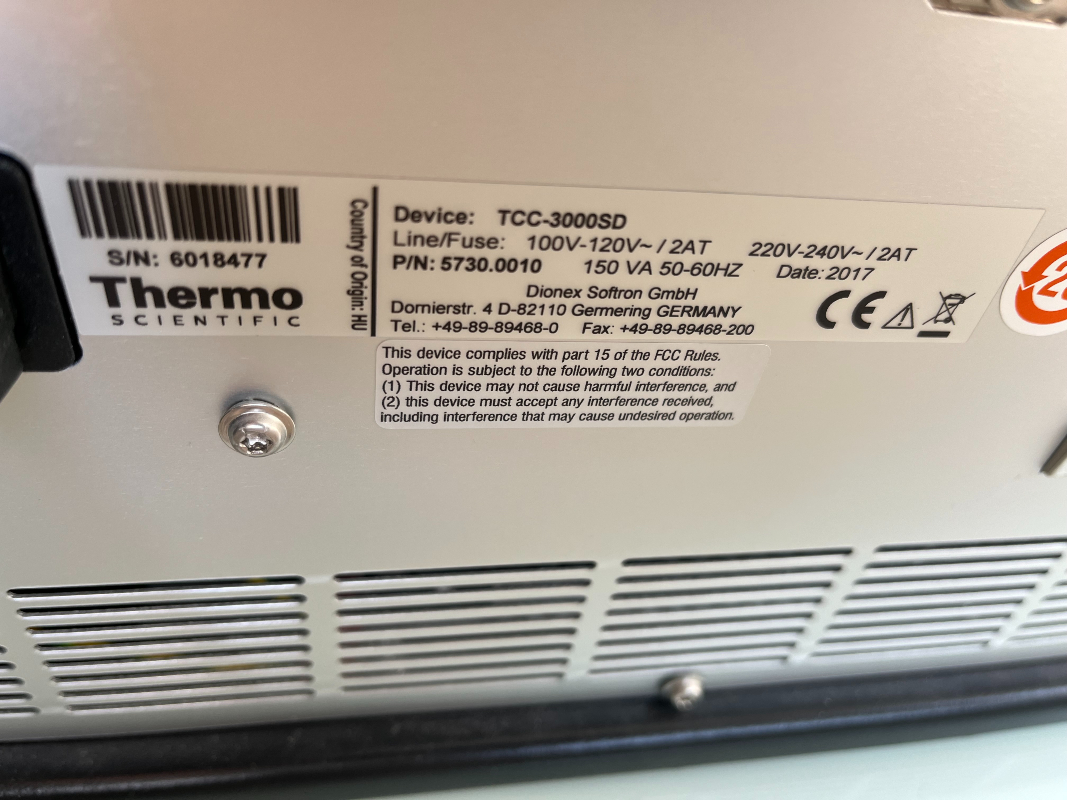 S/N: 6018477
Thermo
SCIENTIFIC
Country of Origin: HU
Device: TCC-3000SD
Line/Fuse: 100V-120V~ / 2AT 220V-240V~ / 2AT
P/N: 5730.0010 150 VA 50-60HZ Date: 2017
Dionex Softron GmbH
Dornierstr. 4 D-82110 Germering GERMANY
Tel.: +49-89-89468-0 Fax: +49-89-89468-200
CE
This device complies with part 15 of the FCC Rules.
Operation is subject to the following two conditions:
(1) This device may not cause harmful interference, and
(2) this device must accept any interference received,
including interference that may cause undesired operation.